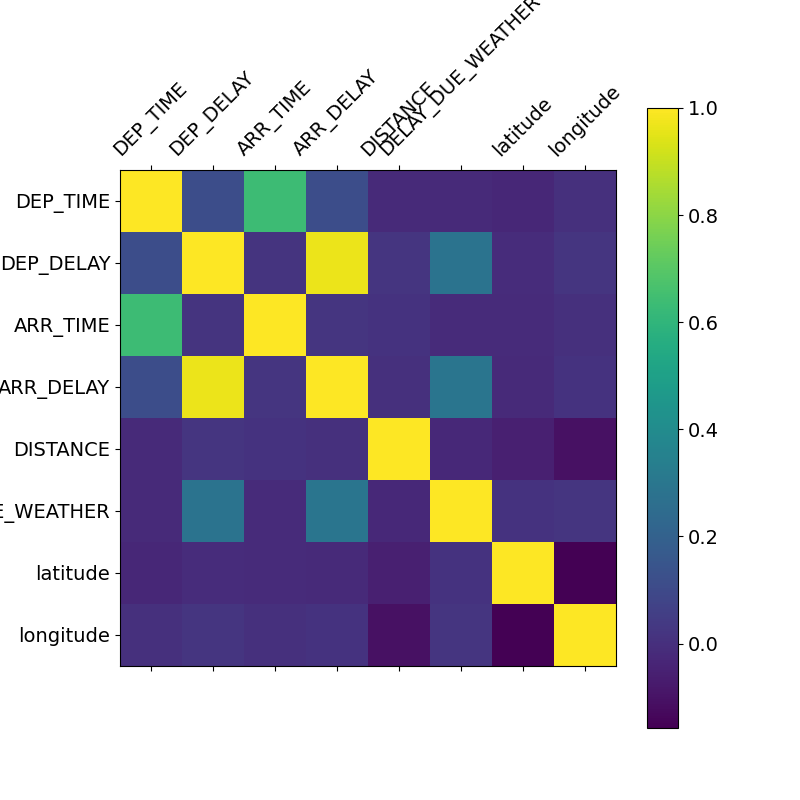 DEP_TIME
DEP_DELAY
ARR_TIME
ARR_DELAY
DISTANCE
DELAY_DUE_WEATHER
latitude
longitude
1.0
0.8
0.6
0.4
0.2
0.0
DEP_TIME
DEP_DELAY
ARR_TIME
ARR_DELAY
DISTANCE
E_WEATHER
latitude
longitude